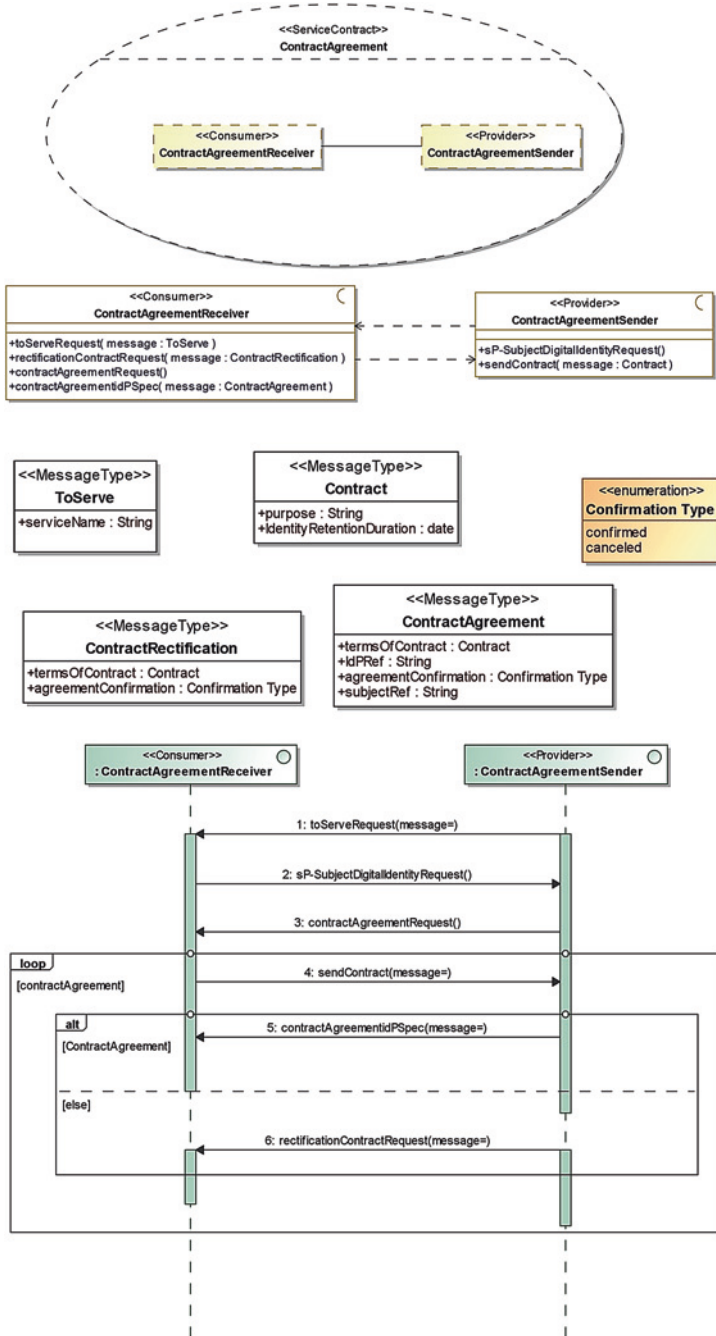 <<ServiceContract>>
ContractAgreement
<<Consumer>>
ContractAgreementReceiver
<<Provider>>
ContractAgreementSender
<<Consumer>>
ContractAgreementReceiver
+toServeRequest( message : ToServe )
+rectificationContractRequest( message : ContractRectification )
+contractAgreementRequest()
+contractAgreementidPSpec( message : ContractAgreement )
<<Provider>>
ContractAgreementSender
+sP-SubjectDigitalIdentityRequest()
+sendContract( message : Contract )
<<MessageType>>
ToServe
+serviceName : String
<<MessageType>>
Contract
+purpose : String
+IdentityRetentionDuration : date
<<enumeration>>
Confirmation Type
confirmed
canceled
<<MessageType>>
ContractRectification
+termsOfContract : Contract
+agreementConfirmation : Confirmation Type
<<MessageType>>
ContractAgreement
+termsOfContract : Contract
+IdPRef : String
+agreementConfirmation : Confirmation Type
+subjectRef : String
<<Consumer>>
: ContractAgreementReceiver
<<Provider>>
: ContractAgreementSender
1: toServeRequest(message=)
2: sP-SubjectDigitalIdentityRequest()
3: contractAgreementRequest()
loop
[contractAgreement]
4: sendContract(message=)
alt
[ContractAgreement]
5: contractAgreementidPSpec(message=)
[else]
6: rectificationContractRequest(message=)